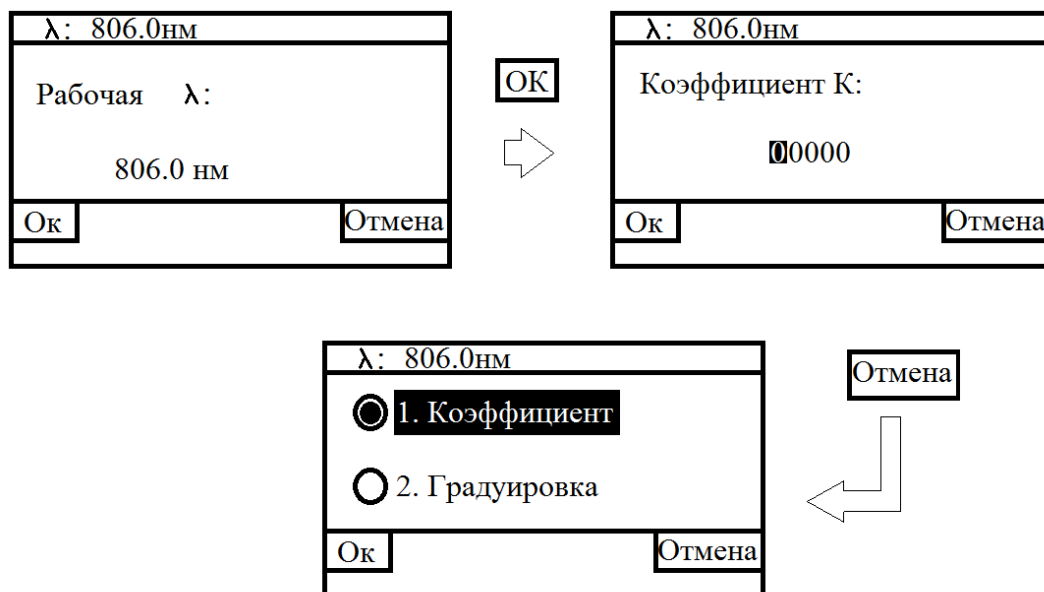 λ: 806.0нм
Рабочая λ:
806.0 нм
Ок Отмена
ОК
λ: 806.0нм
Коэффициент К:
00000
Ок Отмена
Отмена
λ: 806.0нм
1. Коэффициент
2. Градуировка
Ок Отмена